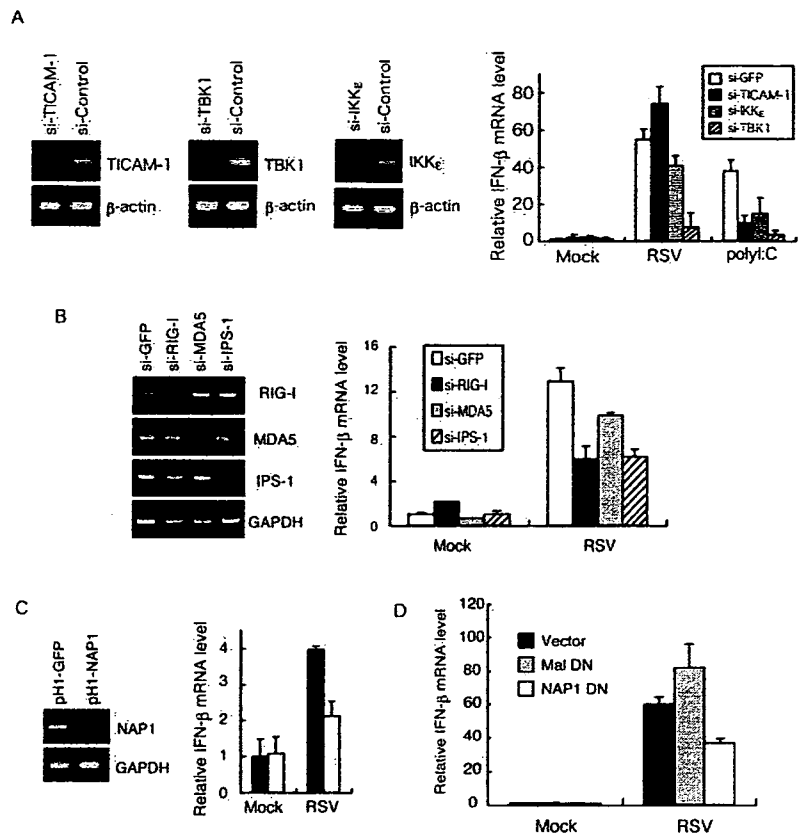 A
si-TICAM-1
si-Control
TICAM-1
β-actin
si-TBK1
si-Control
TBK1
β-actin
si-IKKε
si-Control
IKKε
β-actin
Relative IFN-β mRNA level
80
60
40
20
0
Mock
RSV
polyI:C
si-GFP
si-TICAM-1
si-IKKε
si-TBK1
B
si-GFP
si-RIG-I
si-MDA5
si-IPS-1
RIG-I
MDA5
IPS-1
GAPDH
Relative IFN-β mRNA level
16
12
8
4
0
si-GFP
si-RIG-I
si-MDA5
si-IPS-1
Mock
RSV
C
pH1-GFP
pH1-NAP1
NAP1
GAPDH
Relative IFN-β mRNA level
4
3
2
1
0
Mock
RSV
D
Relative IFN-β mRNA level
120
100
80
60
40
20
0
Vector
Mal DN
NAP1 DN
Mock
RSV